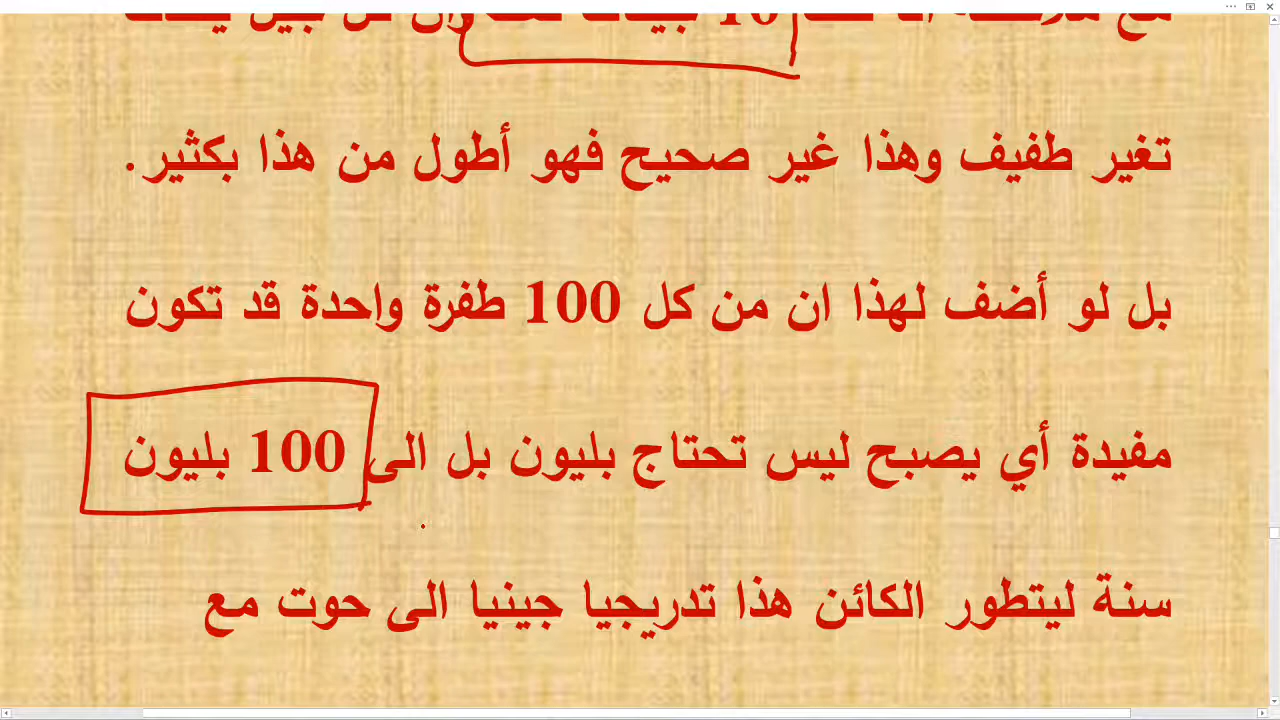 تغير طفيف وهذا غير صحيح فهو أطول من هذا بكثير.
بل لو أضف لهذا ان من كل 100 طفرة واحدة قد تكون
مفيدة أي يصبح ليس تحتاج بليون بل الى 100 بليون
سنة ليتطور الكائن هذا تدريجيا جينيا الى حوت مع